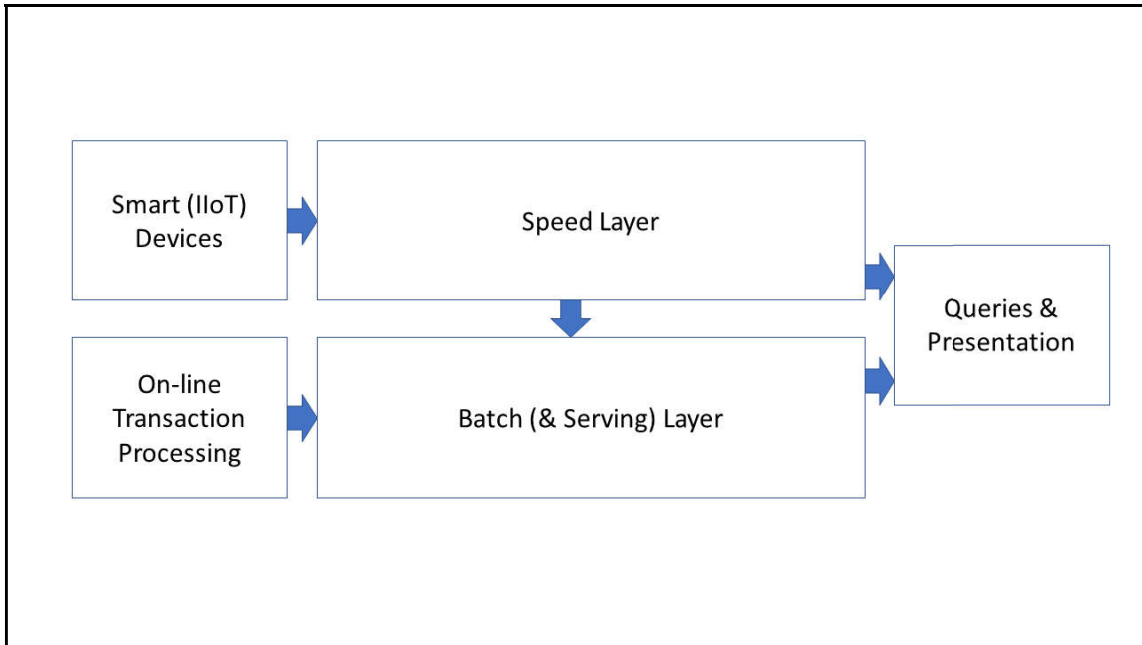 Smart (IIoT)
Devices
Speed Layer
Queries &
Presentation
On-line
Transaction
Processing
Batch (& Serving) Layer